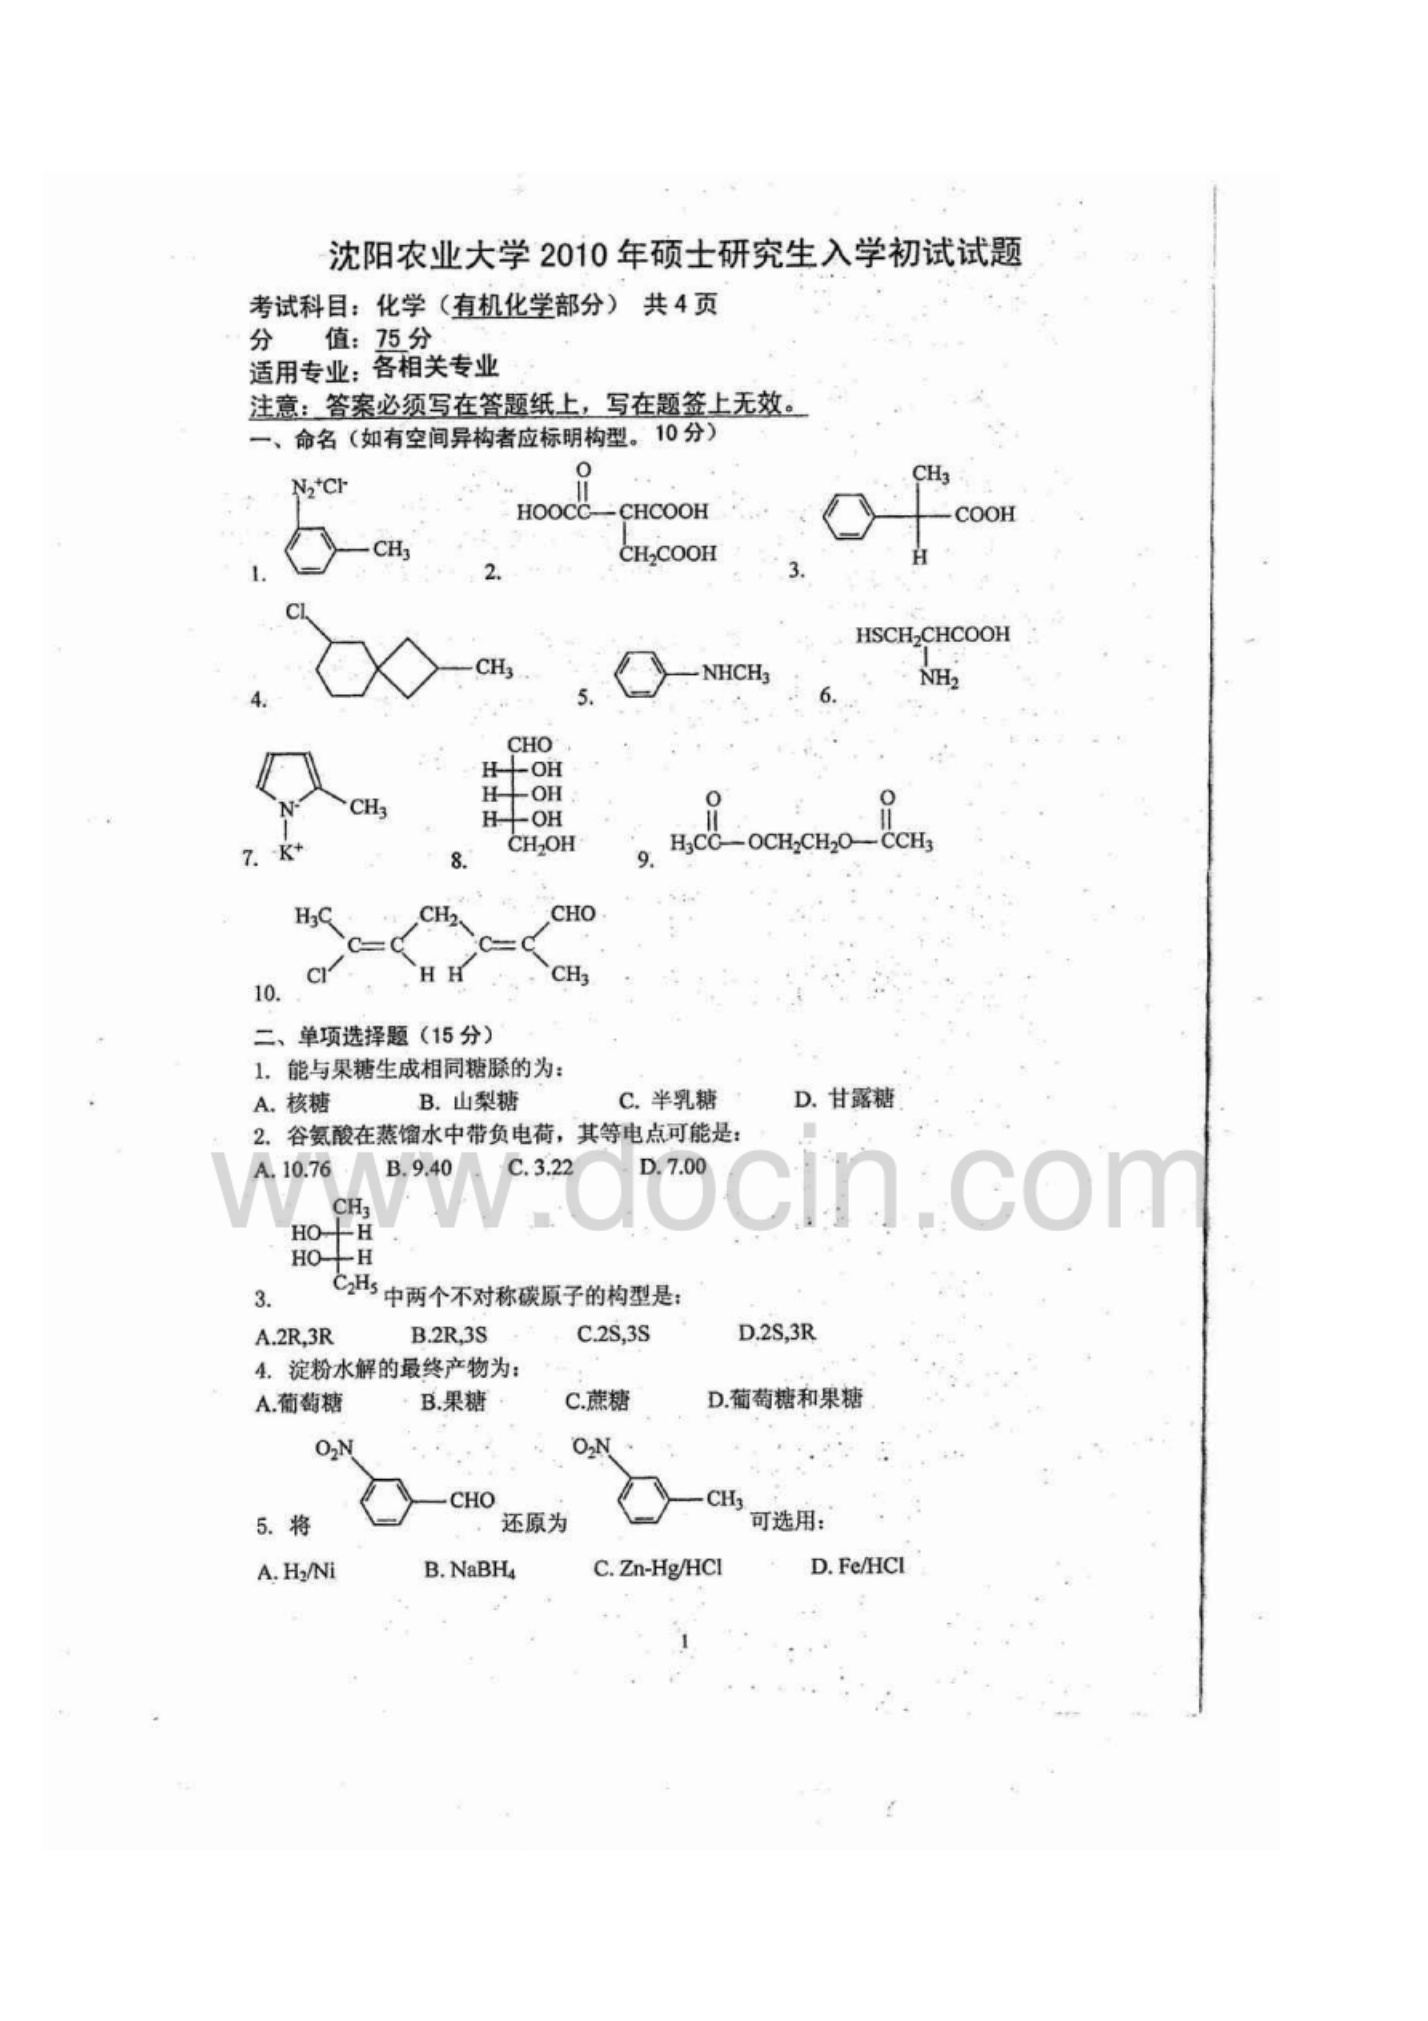 沈阳农业大学 2010 年硕士研究生入学初试试题
考试科目：化学（有机化学部分） 共 4 页
分 值：75 分
适用专业：各相关专业
注意：答案必须写在答题纸上，写在题签上无效。
一、命名（如有空间异构者应标明构型。10 分）
N2+Cl-
CH3
1.
O
HOOCC CHCOOH
CH2COOH
2.
CH3
COOH
H
3.
Cl
CH3
4.
NHCH3
5.
HSCH2CHCOOH
NH2
6.
N-
CH3
K+
7.
CHO
H OH
H OH
H OH
CH2OH
8.
O O
H3CC—OCH2CH2O—CCH3
9.
H3C CH2 CHO
C=C C=C
Cl H H CH3
10.
二、单项选择题（15 分）
1. 能与果糖生成相同糖脎的为：
A. 核糖 B. 山梨糖 C. 半乳糖 D. 甘露糖
2. 谷氨酸在蒸馏水中带负电荷，其等电点可能是：
A. 10.76 B. 9.40 C. 3.22 D. 7.00
www.docin.com
CH3
HO H
HO H
C2H5
3. 中两个不对称碳原子的构型是：
A.2R,3R B.2R,3S C.2S,3S D.2S,3R
4. 淀粉水解的最终产物为：
A.葡萄糖 B.果糖 C.蔗糖 D.葡萄糖和果糖
O2N O2N
CHO CH3
5. 将 还原为 可选用：
A. H2/Ni B. NaBH4 C. Zn-Hg/HCl D. Fe/HCl
1